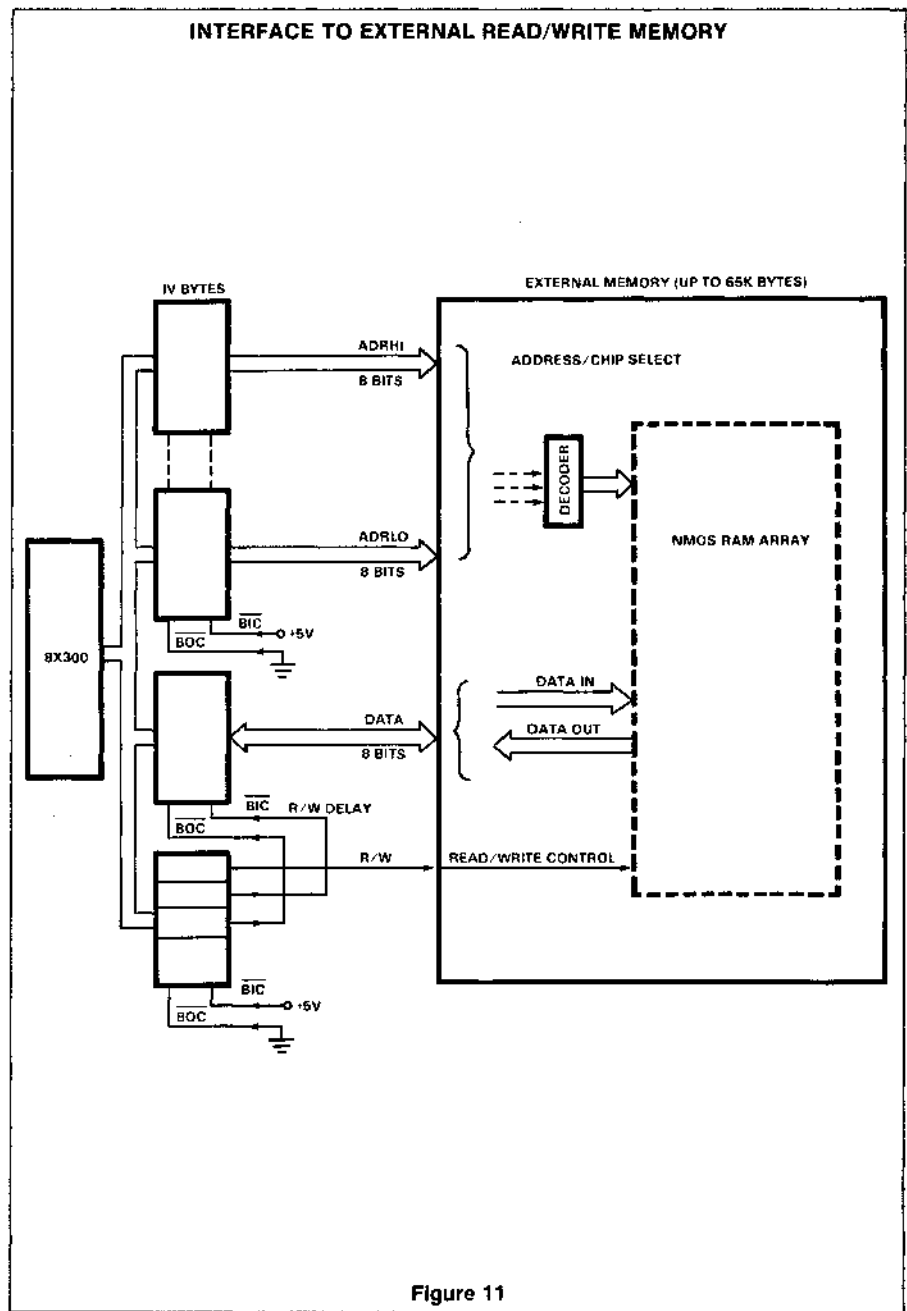 INTERFACE TO EXTERNAL READ/WRITE MEMORY
IV BYTES
EXTERNAL MEMORY (UP TO 65K BYTES)
ADRHI
8 BITS
ADDRESS/CHIP SELECT
DECODER
NMOS RAM ARRAY
ADRLO
8 BITS
BIC
+5V
BOC
8X300
DATA
8 BITS
DATA IN
DATA OUT
BIC
R/W DELAY
BOC
R/W
READ/WRITE CONTROL
BIC
+5V
BOC
Figure 11